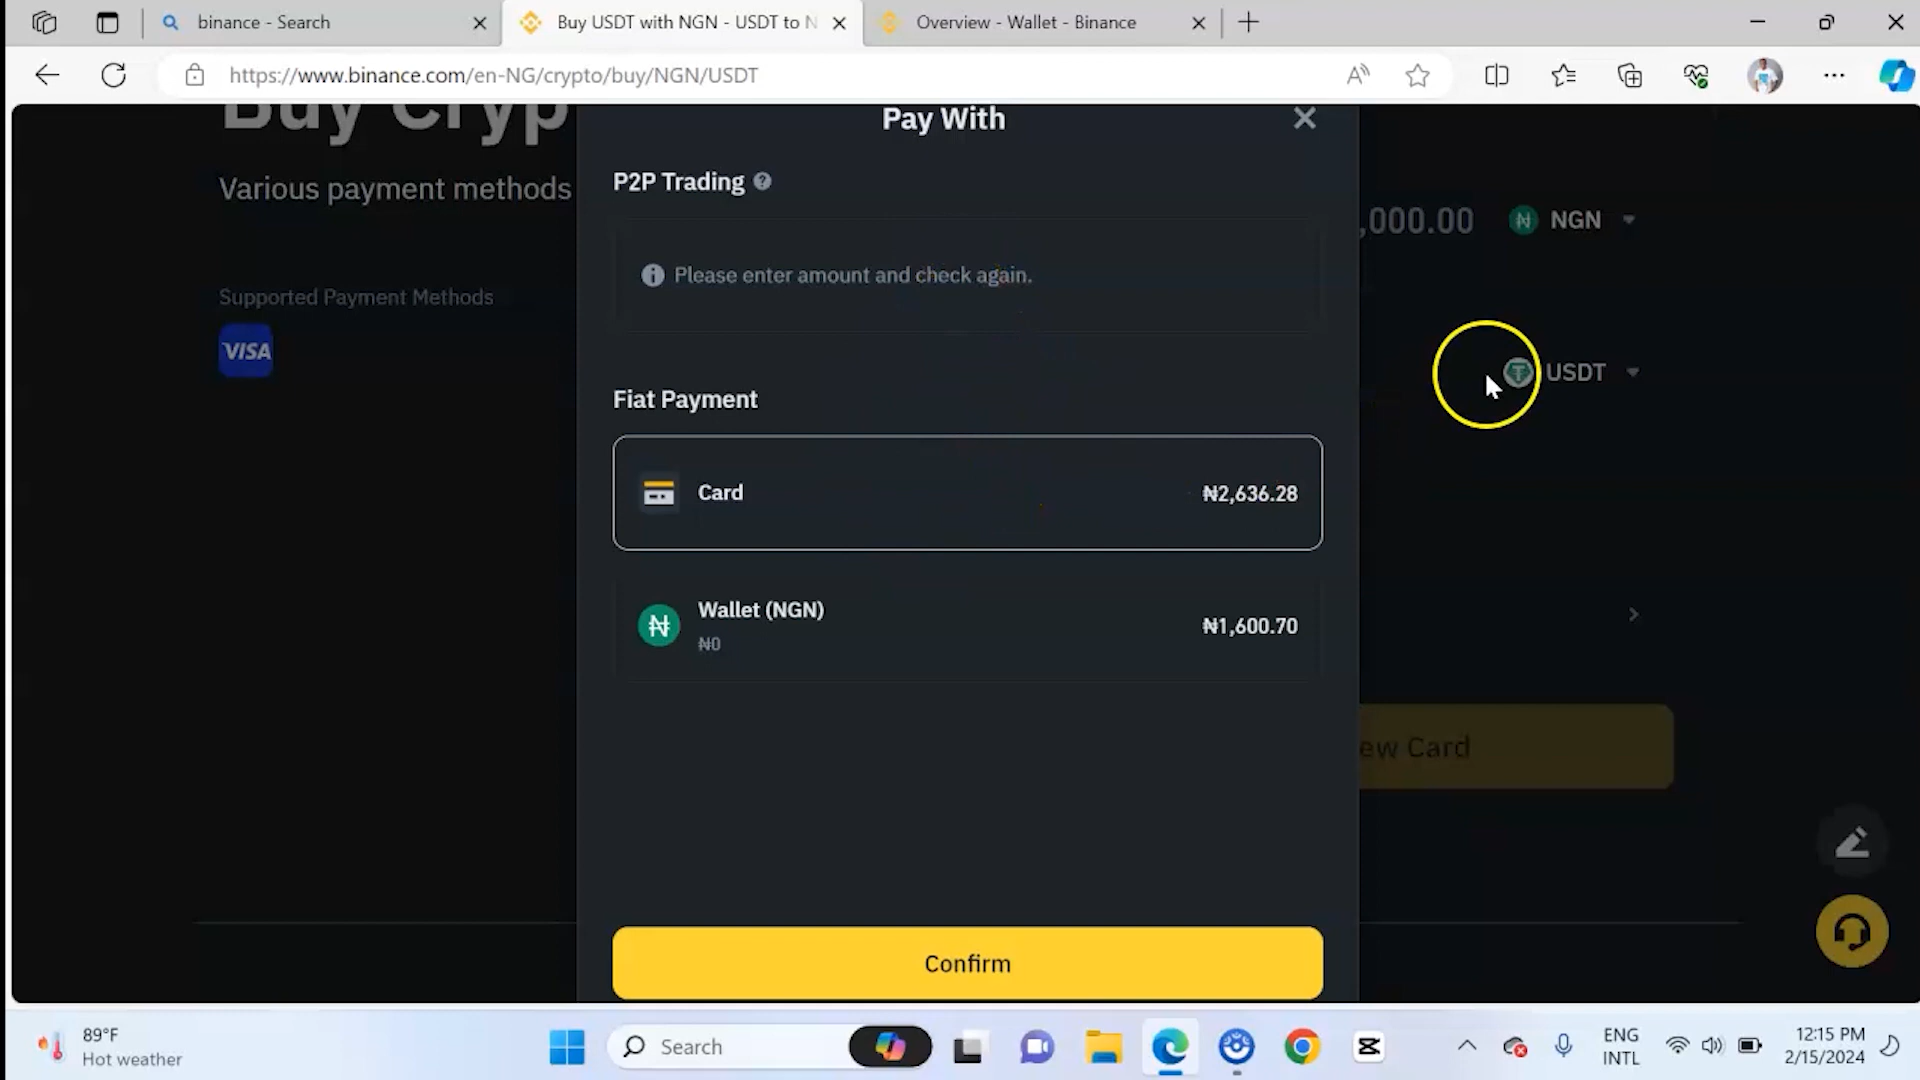 binance - Search
Buy USDT with NGN - USDT to N
Overview - Wallet - Binance
https://www.binance.com/en-NG/crypto/buy/NGN/USDT
Buy Cryp
Various payment methods
Supported Payment Methods
VISA
Pay With
P2P Trading
Please enter amount and check again.
Fiat Payment
Card
₦2,636.28
Wallet (NGN)
₦0
₦1,600.70
Confirm
,000.00 NGN
USDT
ew Card
89°F
Hot weather
Search
ENG
INTL
12:15 PM
2/15/2024